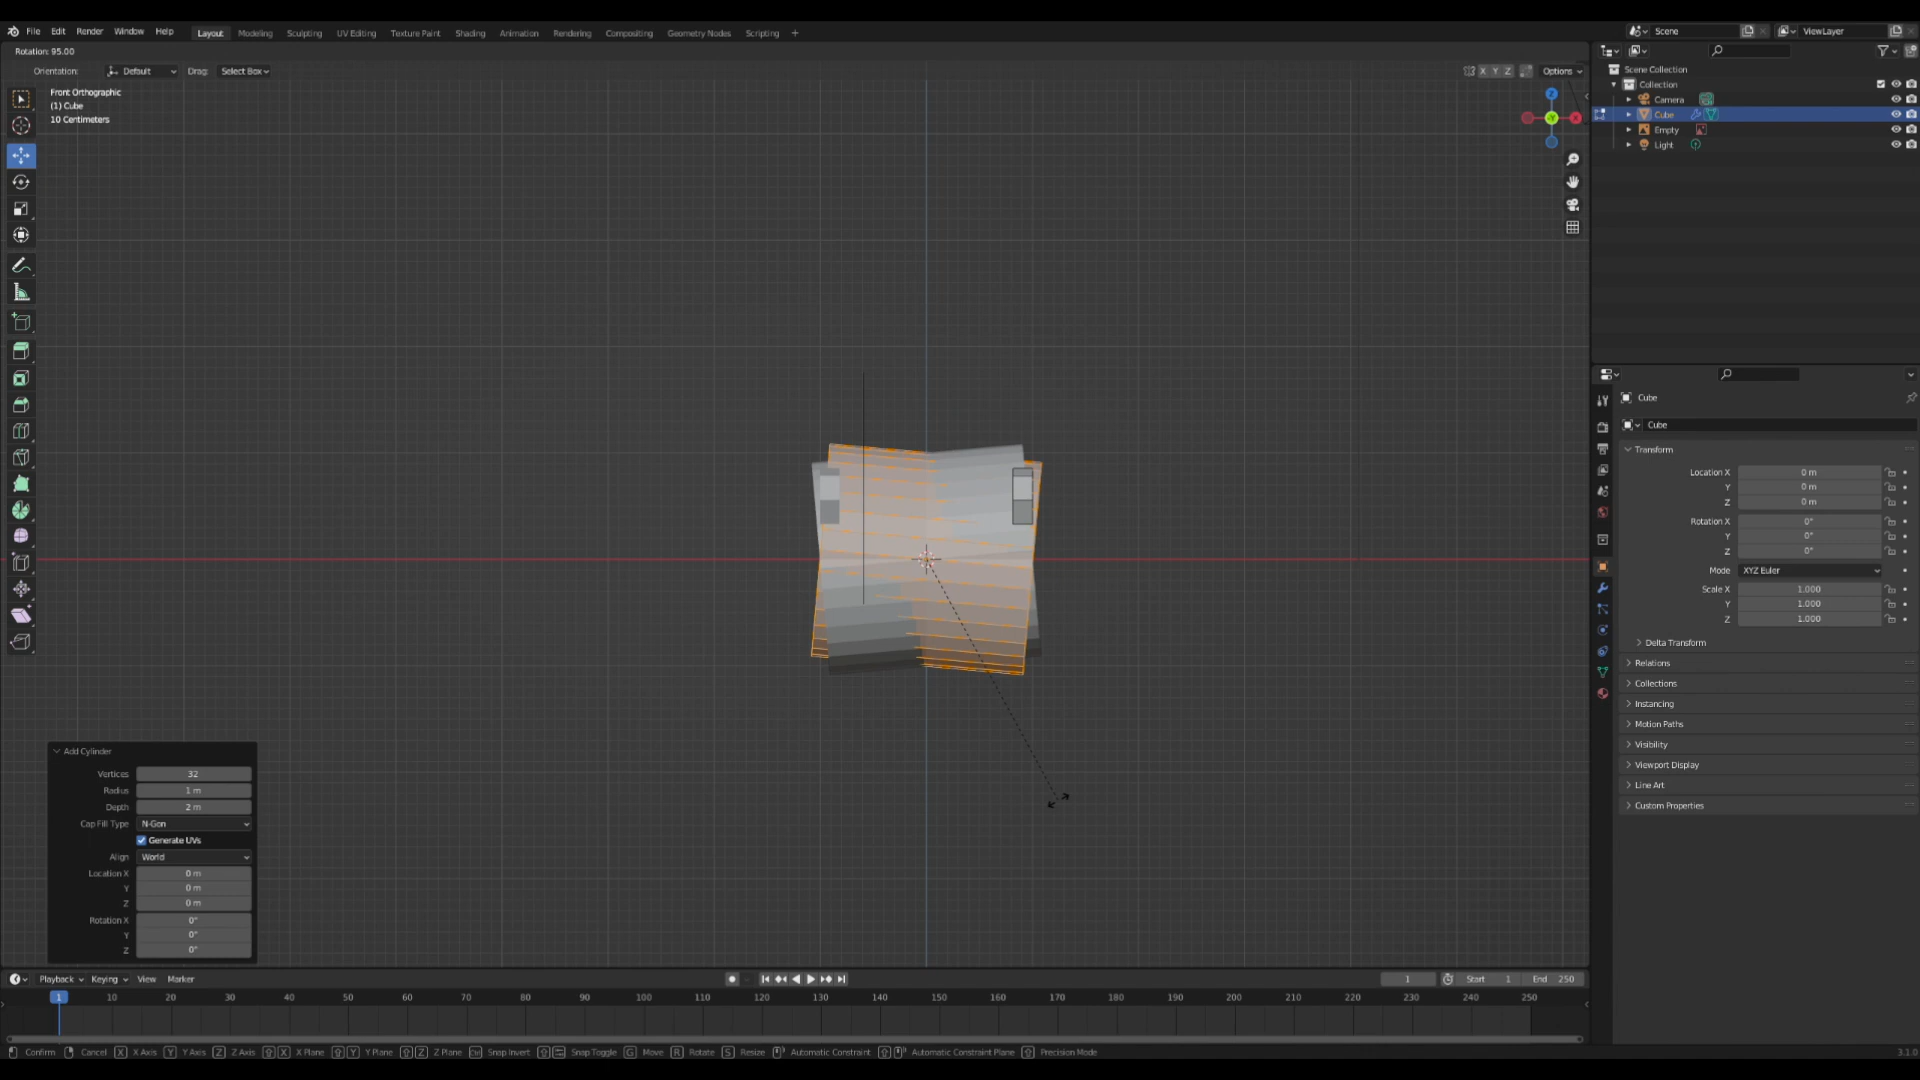 File Edit Render Window Help Layout Modeling Sculpting UV Editing Texture Paint Shading Animation Rendering Compositing Geometry Nodes Scripting + Scene ViewLayer
Rotation: 95.00
Orientation: Default Drag: Select Box X Y Z Options
Front Orthographic
(1) Cube
10 Centimeters
Z
Y
X
Scene Collection
Collection
Camera
Cube
Empty
Light
Cube
Cube
Transform
Location X 0 m
Y 0 m
Z 0 m
Rotation X 0°
Y 0°
Z 0°
Mode XYZ Euler
Scale X 1.000
Y 1.000
Z 1.000
Delta Transform
Relations
Collections
Instancing
Motion Paths
Visibility
Viewport Display
Line Art
Custom Properties
Add Cylinder
Vertices 32
Radius 1 m
Depth 2 m
Cap Fill Type N-Gon
Generate UVs
Align World
Location X 0 m
Y 0 m
Z 0 m
Rotation X 0°
Y 0°
Z 0°
Playback Keying View Marker 1 Start 1 End 250
1 10 20 30 40 50 60 70 80 90 100 110 120 130 140 150 160 170 180 190 200 210 220 230 240 250
Confirm Cancel X X Axis Y Y Axis Z Z Axis X X Plane Y Y Plane Z Z Plane Snap Invert Snap Toggle G Move R Rotate S Resize Automatic Constraint Automatic Constraint Plane Precision Mode 3.1.0